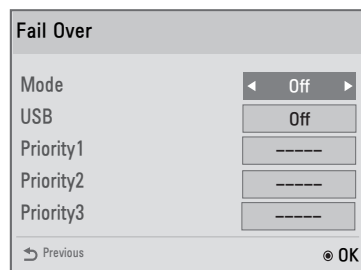 Fail Over
Mode ◄ Off ►
USB Off
Priority1 -----
Priority2 -----
Priority3 -----
Previous ◉ OK